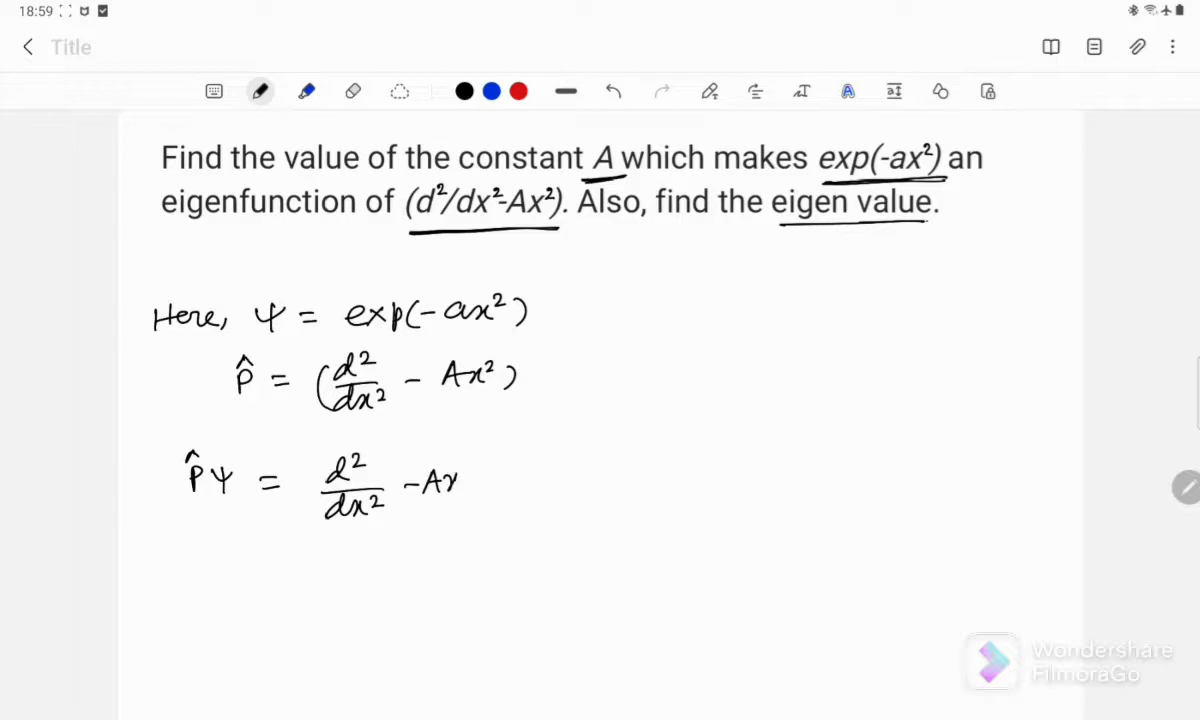 18:59
Title
Find the value of the constant A which makes exp(-ax²) an
eigenfunction of (d²/dx²-Ax²). Also, find the eigen value.
Here, Ψ = exp(-ax²)
P̂ = (d²/dx² - Ax²)
P̂Ψ = d²/dx² -Ax
Wondershare
FilmoraGo